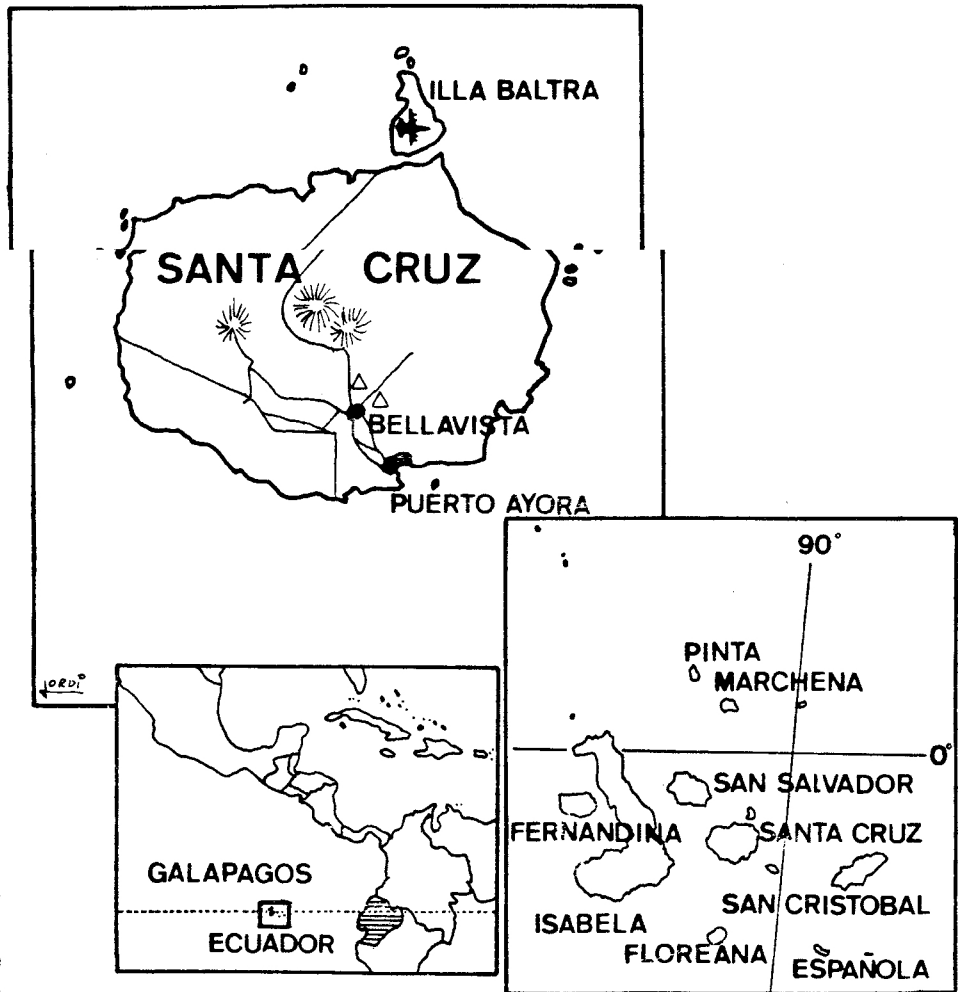 ILLA BALTRA
SANTA CRUZ
BELLAVISTA
PUERTO AYORA
JORDI
GALAPAGOS
ECUADOR
90°
PINTA
MARCHENA
0°
SAN SALVADOR
FERNANDINA
SANTA CRUZ
SAN CRISTOBAL
ISABELA
FLOREANA
ESPAÑOLA